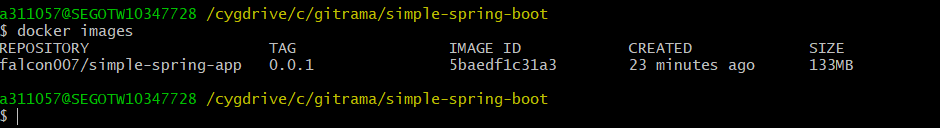 a311057@SEGOTW10347728 /cygdrive/c/gitrama/simple-spring-boot
$ docker images
REPOSITORY TAG IMAGE ID CREATED SIZE
falcon007/simple-spring-app 0.0.1 5baedf1c31a3 23 minutes ago 133MB
a311057@SEGOTW10347728 /cygdrive/c/gitrama/simple-spring-boot
$